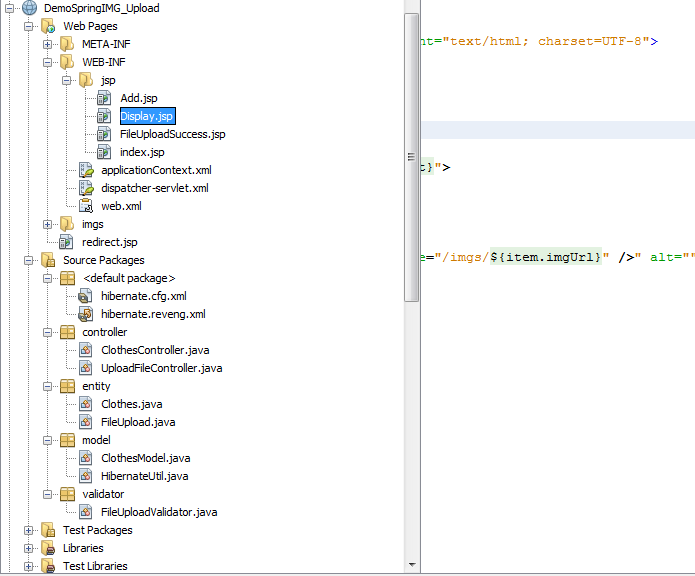 DemoSpringIMG_Upload
Web Pages
META-INF
nt="text/html; charset=UTF-8">
WEB-INF
jsp
Add.jsp
Display.jsp
FileUploadSuccess.jsp
index.jsp
t}">
applicationContext.xml
dispatcher-servlet.xml
web.xml
imgs
redirect.jsp
Source Packages
e="/imgs/${item.imgUrl}" />" alt=""
<default package>
hibernate.cfg.xml
hibernate.reveng.xml
controller
ClothesController.java
UploadFileController.java
entity
Clothes.java
FileUpload.java
model
ClothesModel.java
HibernateUtil.java
validator
FileUploadValidator.java
Test Packages
Libraries
Test Libraries